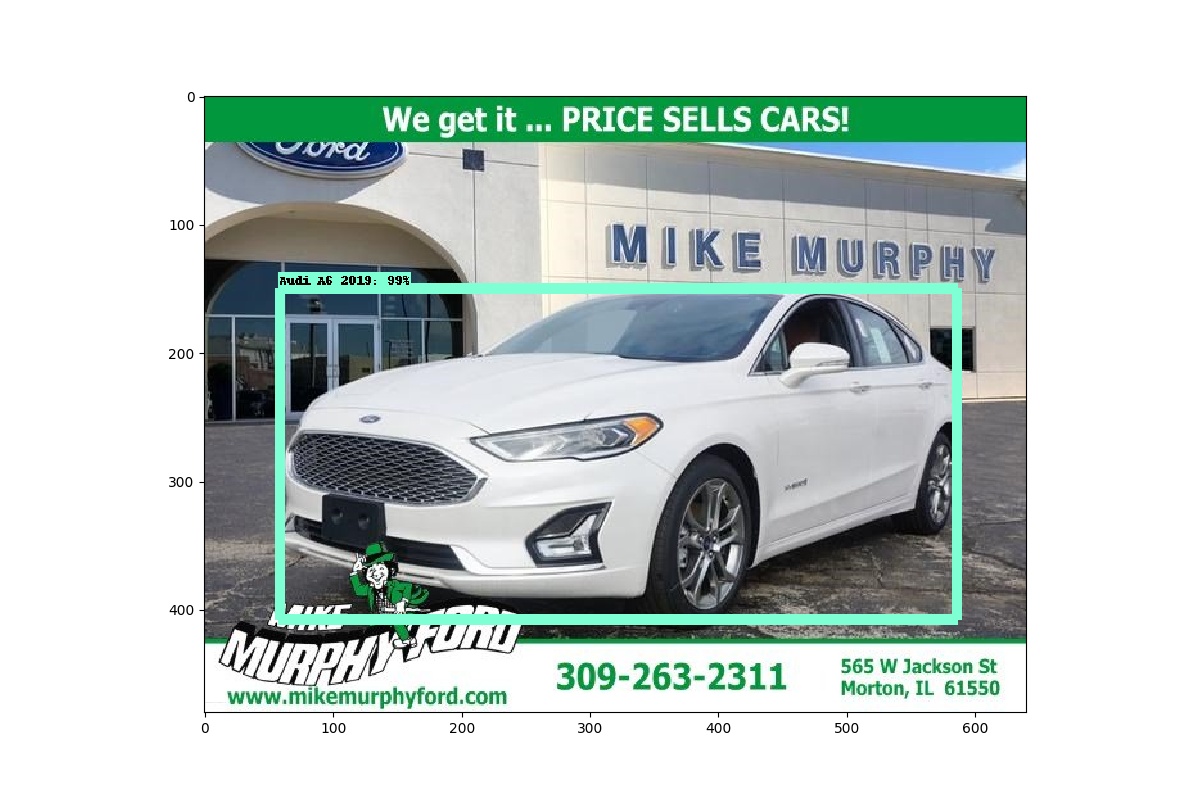 We get it ... PRICE SELLS CARS!
Ford
MIKE MURPHY
Audi A6 2019: 99%
MIKE
MURPHY FORD
www.mikemurphyford.com
309-263-2311
565 W Jackson St
Morton, IL 61550
0
100
200
300
400
0 100 200 300 400 500 600